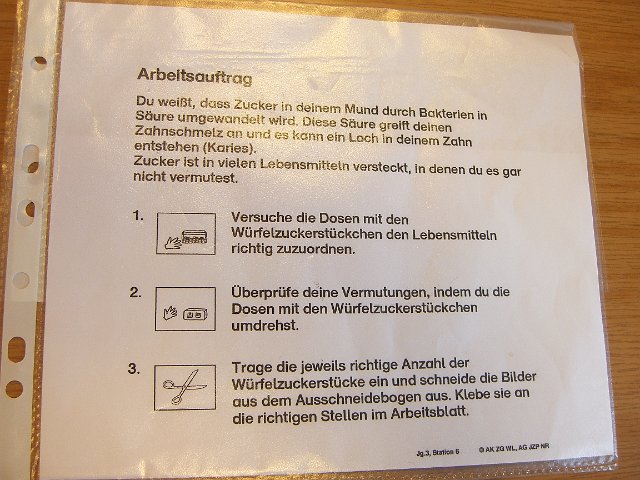 Arbeitsauftrag
Du weißt, dass Zucker in deinem Mund durch Bakterien in
Säure umgewandelt wird. Diese Säure greift deinen
Zahnschmelz an und es kann ein Loch in deinem Zahn
entstehen (Karies).
Zucker ist in vielen Lebensmitteln versteckt, in denen du es gar
nicht vermutest.
1. Versuche die Dosen mit den
Würfelzuckerstückchen den Lebensmitteln
richtig zuzuordnen.
2. Überprüfe deine Vermutungen, indem du die
Dosen mit den Würfelzuckerstückchen
umdrehst.
3. Trage die jeweils richtige Anzahl der
Würfelzuckerstücke ein und schneide die Bilder
aus dem Ausschneidebogen aus. Klebe sie an
die richtigen Stellen im Arbeitsblatt.
Jg.3, Station 6 © AK ZG WL, AG JZP NR